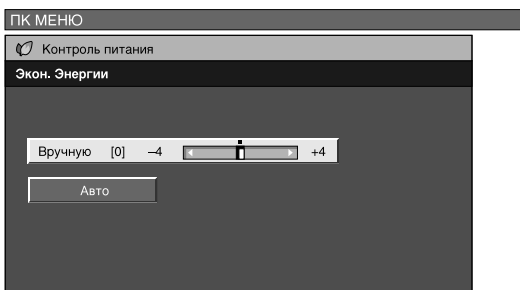 ПК МЕНЮ
Контроль питания
Экон. Энергии
Вручную [0] –4 +4
Авто